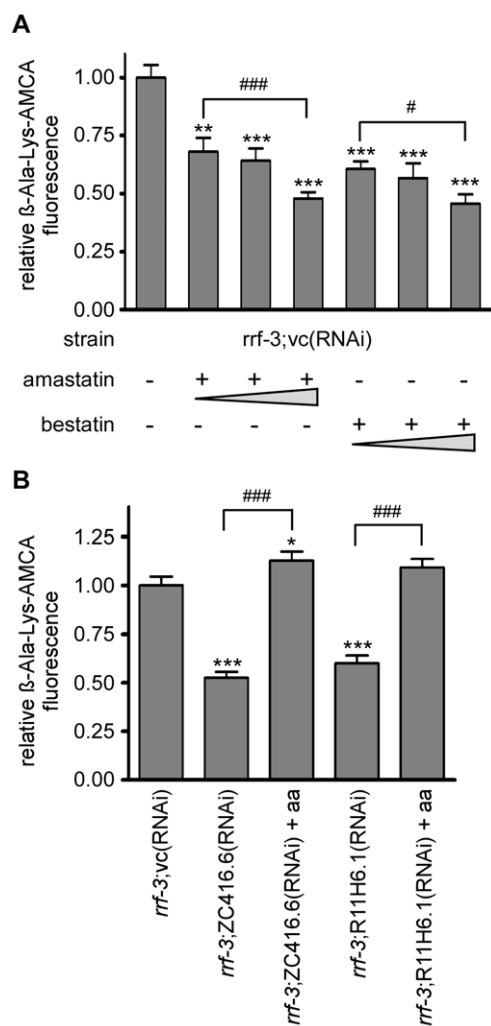 A
relative ß-Ala-Lys-AMCA
fluorescence
1.00
0.75
0.50
0.25
0.00
###
#
** *** *** *** *** ***
strain rrf-3;vc(RNAi)
amastatin - + + + - - -
bestatin - - - - + + +
B
relative ß-Ala-Lys-AMCA
fluorescence
1.25
1.00
0.75
0.50
0.25
0.00
### ###
*** * ***
rrf-3;vc(RNAi)
rrf-3;ZC416.6(RNAi)
rrf-3;ZC416.6(RNAi) + aa
rrf-3;R11H6.1(RNAi)
rrf-3;R11H6.1(RNAi) + aa